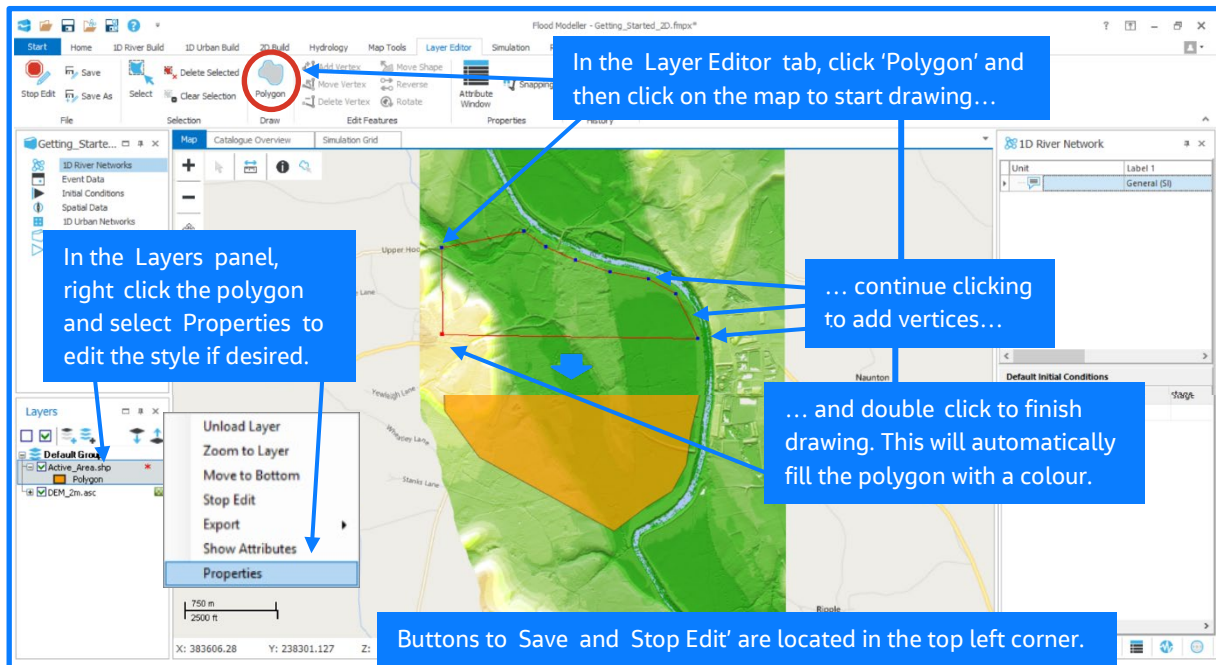 Flood Modeller - Getting_Started_2D.fmpx*
Start Home 1D River Build 1D Urban Build 2D Build Hydrology Map Tools Layer Editor Simulation
Stop Edit
Save
Save As
File
Select
Delete Selected
Clear Selection
Selection
Polygon
Draw
Add Vertex
Move Vertex
Delete Vertex
Move Shape
Reverse
Rotate
Edit Features
Attribute
Window
Snapping
Properties
History
In the Layer Editor tab, click ‘Polygon’ and
then click on the map to start drawing…
Getting_Starte...
1D River Networks
Event Data
Initial Conditions
Spatial Data
1D Urban Networks
Map Catalogue Overview Simulation Grid
1D River Network
Unit Label 1
General (SI)
In the Layers panel,
right click the polygon
and select Properties to
edit the style if desired.
Upper
Lane
… continue clicking
to add vertices…
Naunton
Default Initial Conditions
stage
… and double click to finish
drawing. This will automatically
fill the polygon with a colour.
Layers
Default Group
Active_Area.shp
Polygon
DEM_2m.asc
Unload Layer
Zoom to Layer
Move to Bottom
Stop Edit
Export
Show Attributes
Properties
Yewleigh Lane
Lane
Stanks Lane
750 m
2500 ft
Ripple
Buttons to Save and Stop Edit’ are located in the top left corner.
X: 383606.28 Y: 238301.127 Z: